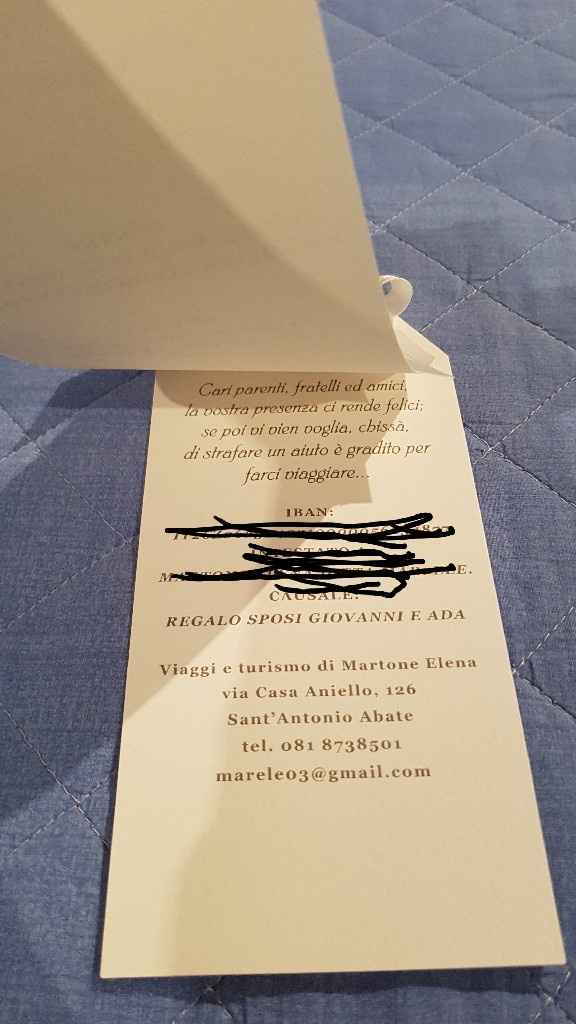 Cari parenti, fratelli ed amici,
la vostra presenza ci rende felici;
se poi vi vien voglia, chissà,
di strafare un aiuto è gradito per
farci viaggiare...
IBAN:
CAUSALE:
REGALO SPOSI GIOVANNI E ADA
Viaggi e turismo di Martone Elena
via Casa Aniello, 126
Sant'Antonio Abate
tel. 081 8738501
marele03@gmail.com